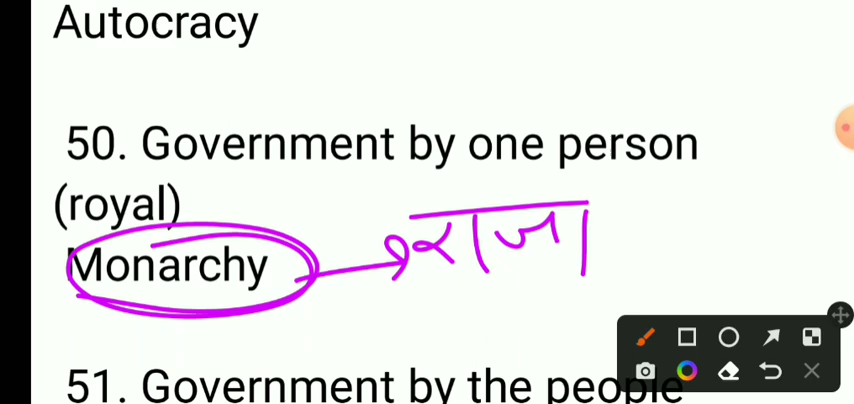 Autocracy
50. Government by one person
(royal)
Monarchy राजा
51. Government by the people